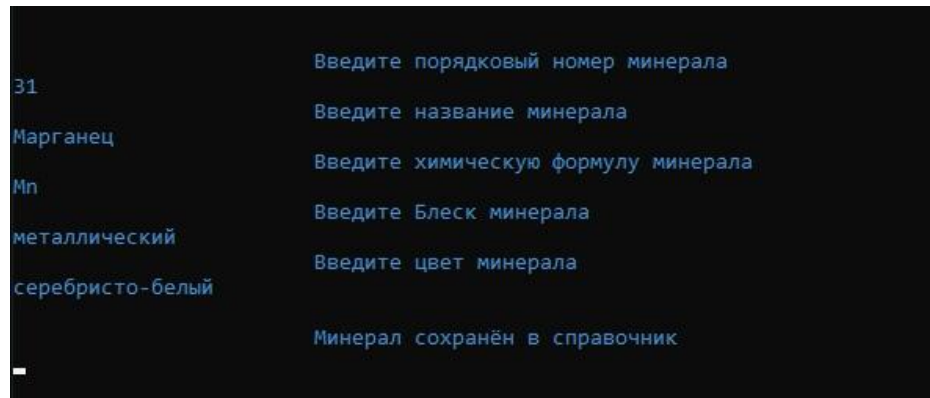 Введите порядковый номер минерала
31
Введите название минерала
Марганец
Введите химическую формулу минерала
Mn
Введите Блеск минерала
металлический
Введите цвет минерала
серебристо-белый
Минерал сохранён в справочник